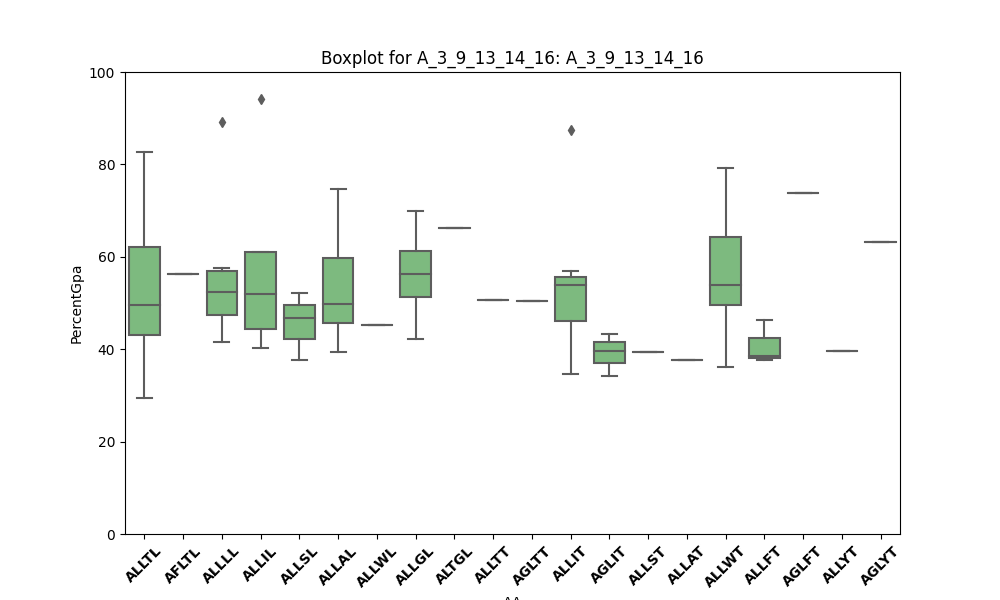 Boxplot for A_3_9_13_14_16: A_3_9_13_14_16
100
80
60
40
20
0
PercentGpa
ALLTL AFLTL ALLLL ALLIL ALLSL ALLAL ALLWL ALLGL ALTGL ALLTT AGLTT ALLIT AGLIT ALLST ALLAT ALLWT ALLFT AGLFT ALLYT AGLYT